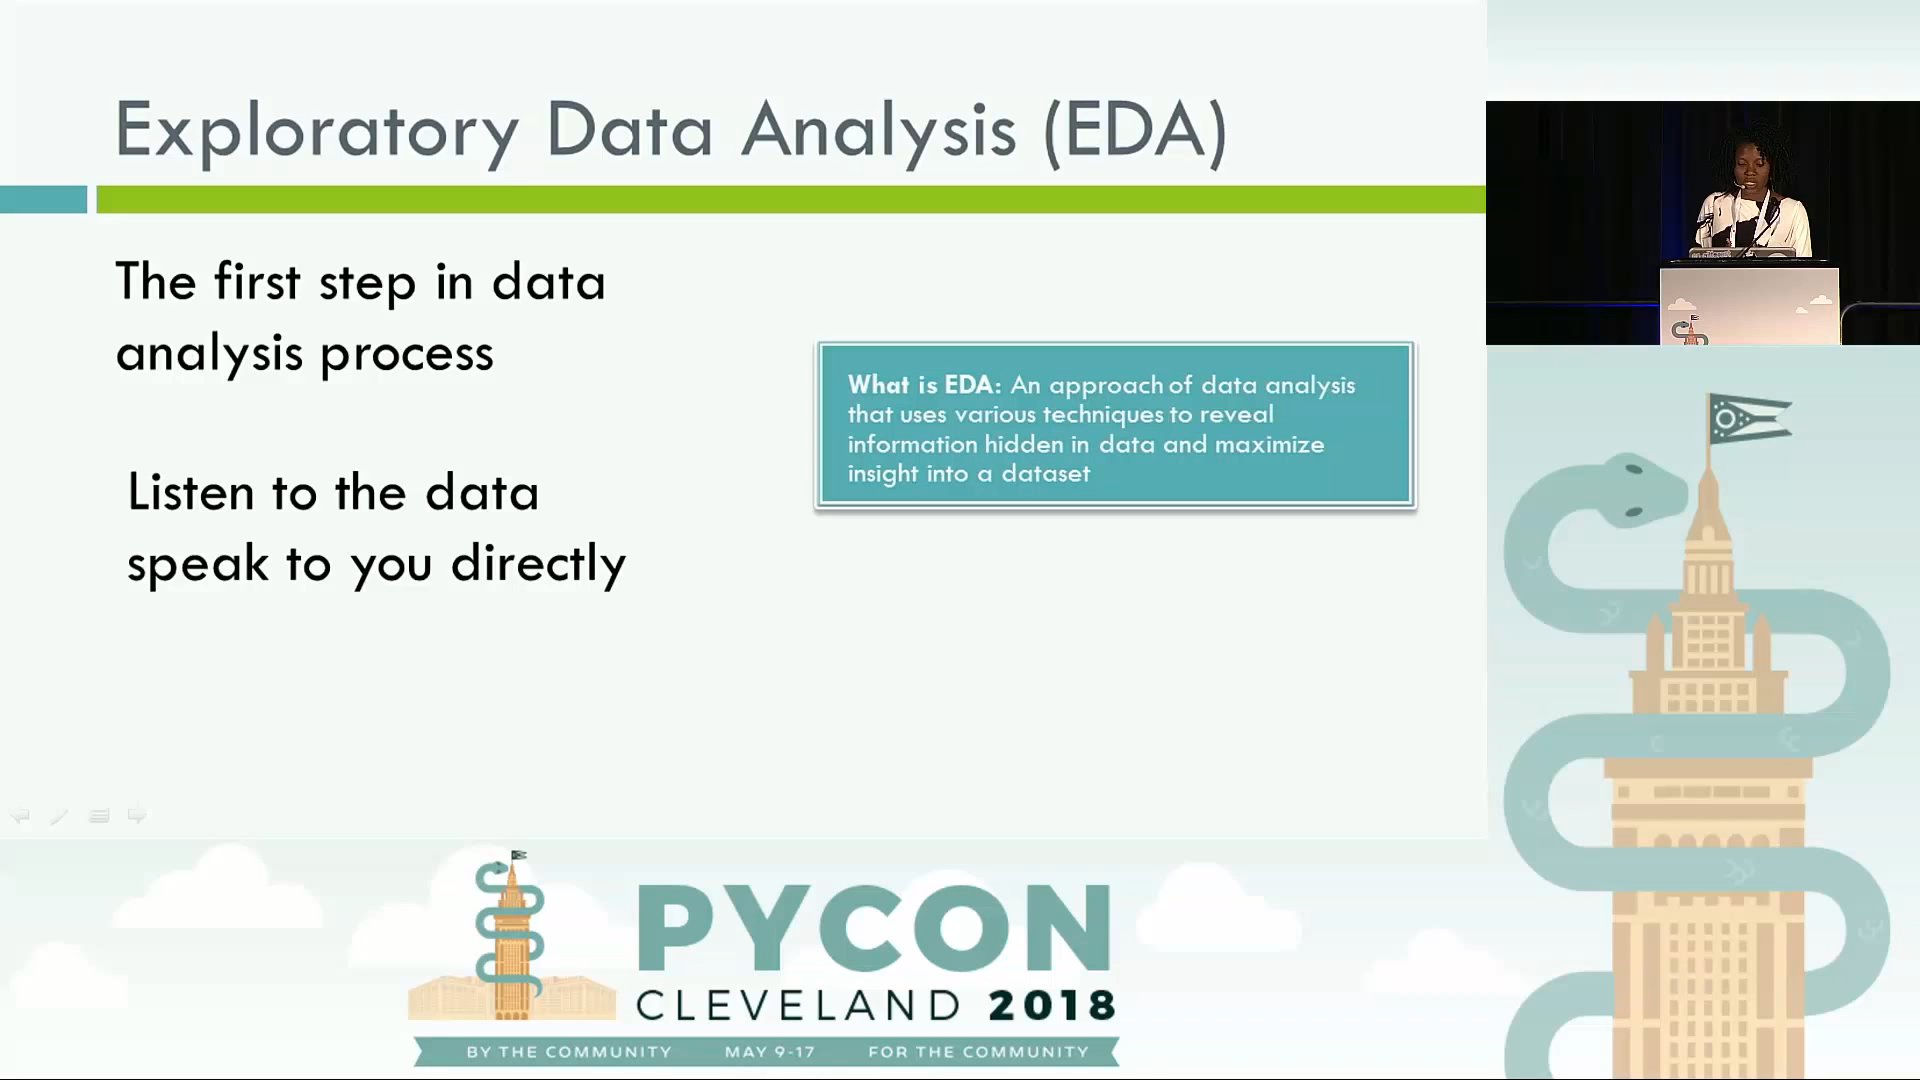 Exploratory Data Analysis (EDA)
The first step in data
analysis process
Listen to the data
speak to you directly
What is EDA: An approach of data analysis
that uses various techniques to reveal
information hidden in data and maximize
insight into a dataset
PYCON
CLEVELAND 2018
BY THE COMMUNITY MAY 9-17 FOR THE COMMUNITY